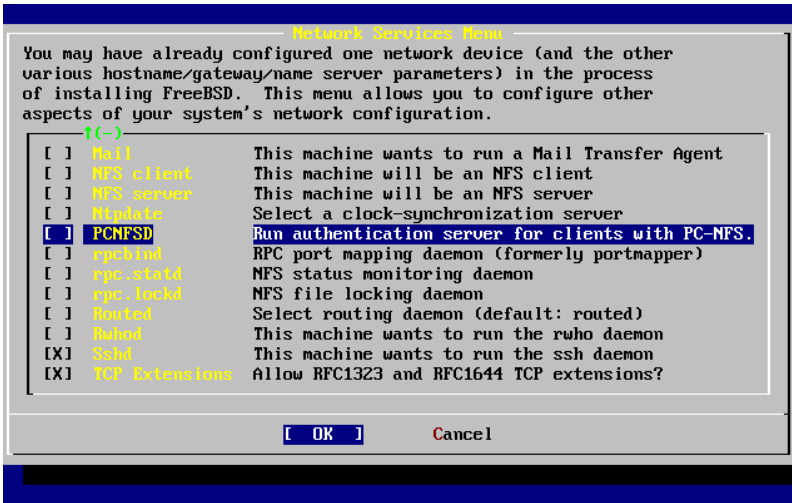 Network Services Menu
You may have already configured one network device (and the other
various hostname/gateway/name server parameters) in the process
of installing FreeBSD.  This menu allows you to configure other
aspects of your system's network configuration.
↑(-)
[ ] Mail This machine wants to run a Mail Transfer Agent
[ ] NFS client This machine will be an NFS client
[ ] NFS server This machine will be an NFS server
[ ] Ntpdate Select a clock-synchronization server
[ ] PCNFSD Run authentication server for clients with PC-NFS.
[ ] rpcbind RPC port mapping daemon (formerly portmapper)
[ ] rpc.statd NFS status monitoring daemon
[ ] rpc.lockd NFS file locking daemon
[ ] Routed Select routing daemon (default: routed)
[ ] Rwhod This machine wants to run the rwho daemon
[X] Sshd This machine wants to run the ssh daemon
[X] TCP Extensions Allow RFC1323 and RFC1644 TCP extensions?
[ OK ] Cancel